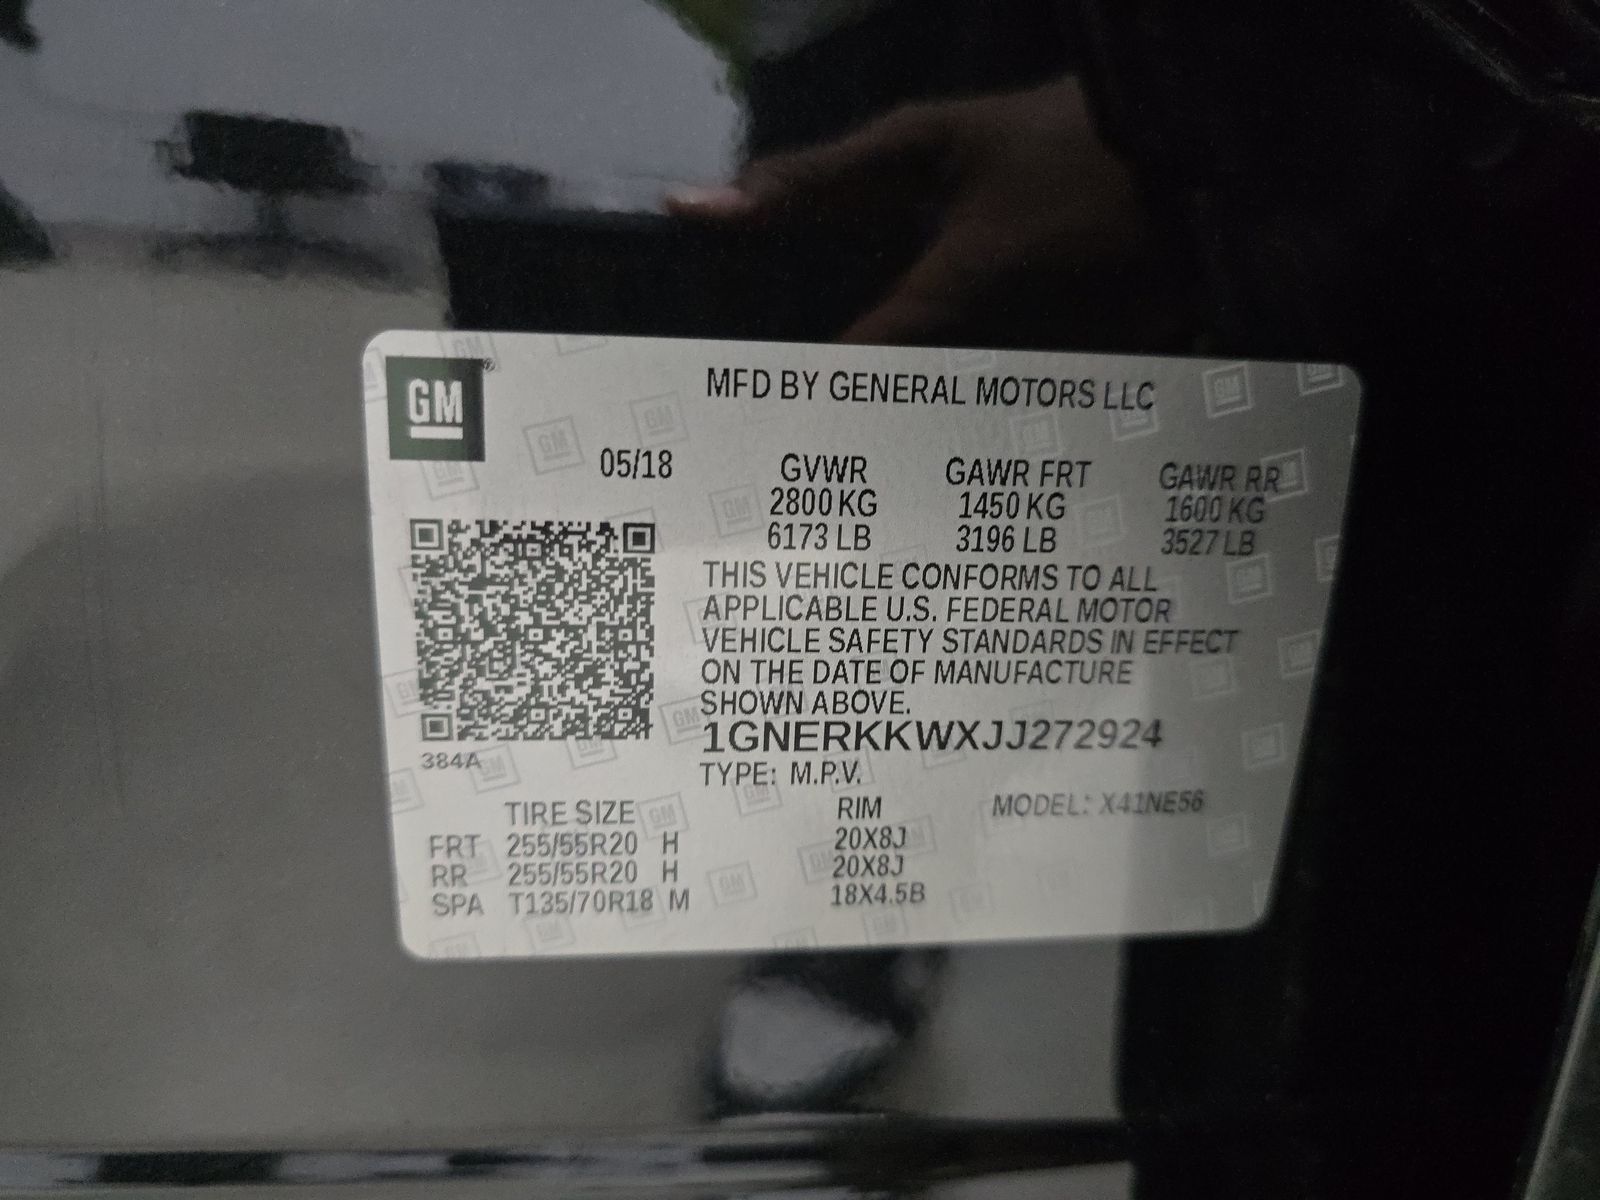 GM
MFD BY GENERAL MOTORS LLC
05/18 GVWR GAWR FRT GAWR RR
2800 KG 1450 KG 1600 KG
6173 LB 3196 LB 3527 LB
THIS VEHICLE CONFORMS TO ALL
APPLICABLE U.S. FEDERAL MOTOR
VEHICLE SAFETY STANDARDS IN EFFECT
ON THE DATE OF MANUFACTURE
SHOWN ABOVE.
1GNERKKWXJJ272924
384A
TYPE: M.P.V.
TIRE SIZE RIM MODEL: X41NE56
FRT 255/55R20 H 20X8J
RR 255/55R20 H 20X8J
SPA T135/70R18 M 18X4.5B